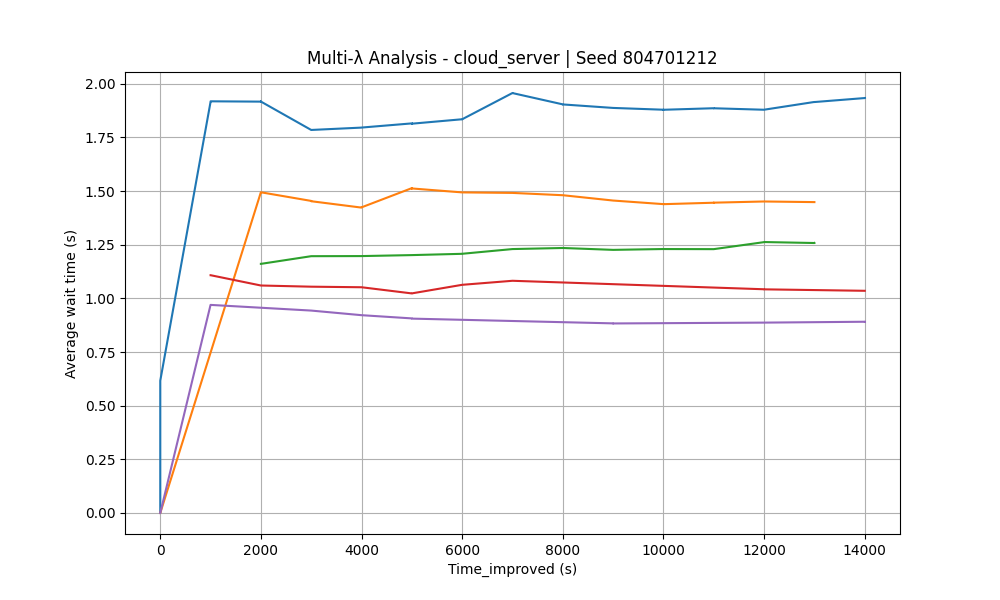 Multi-λ Analysis - cloud_server | Seed 804701212
2.00
1.75
1.50
1.25
1.00
0.75
0.50
0.25
0.00
Average wait time (s)
0 2000 4000 6000 8000 10000 12000 14000
Time_improved (s)